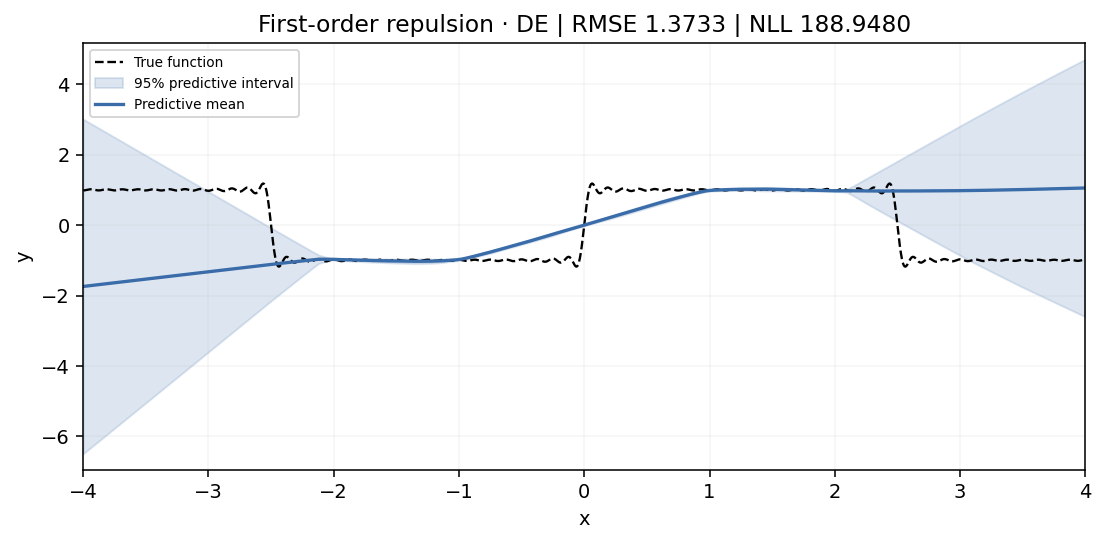 First-order repulsion · DE | RMSE 1.3733 | NLL 188.9480
True function
95% predictive interval
Predictive mean
y
4
2
0
−2
−4
−6
−4 −3 −2 −1 0 1 2 3 4
x